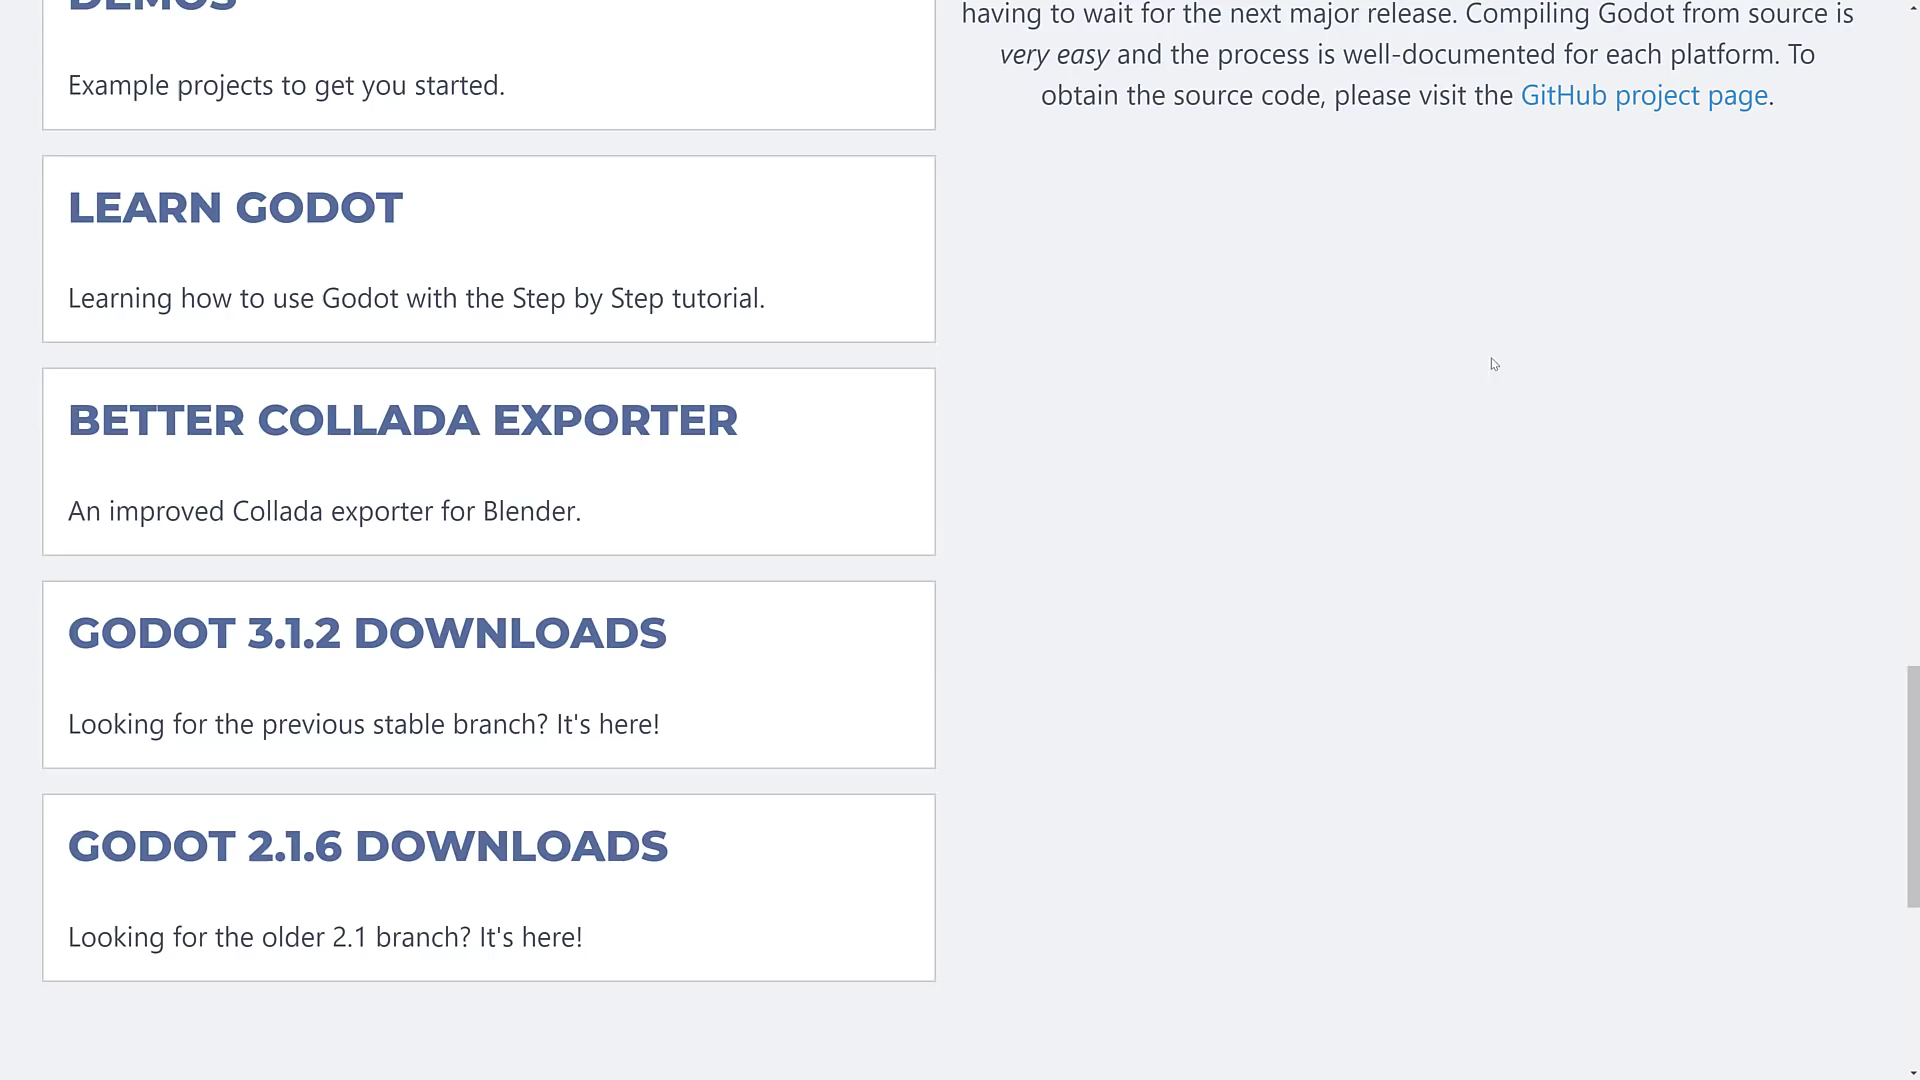 DEMOS
Example projects to get you started.
LEARN GODOT
Learning how to use Godot with the Step by Step tutorial.
BETTER COLLADA EXPORTER
An improved Collada exporter for Blender.
GODOT 3.1.2 DOWNLOADS
Looking for the previous stable branch? It's here!
GODOT 2.1.6 DOWNLOADS
Looking for the older 2.1 branch? It's here!
having to wait for the next major release. Compiling Godot from source is
very easy and the process is well-documented for each platform. To
obtain the source code, please visit the GitHub project page.